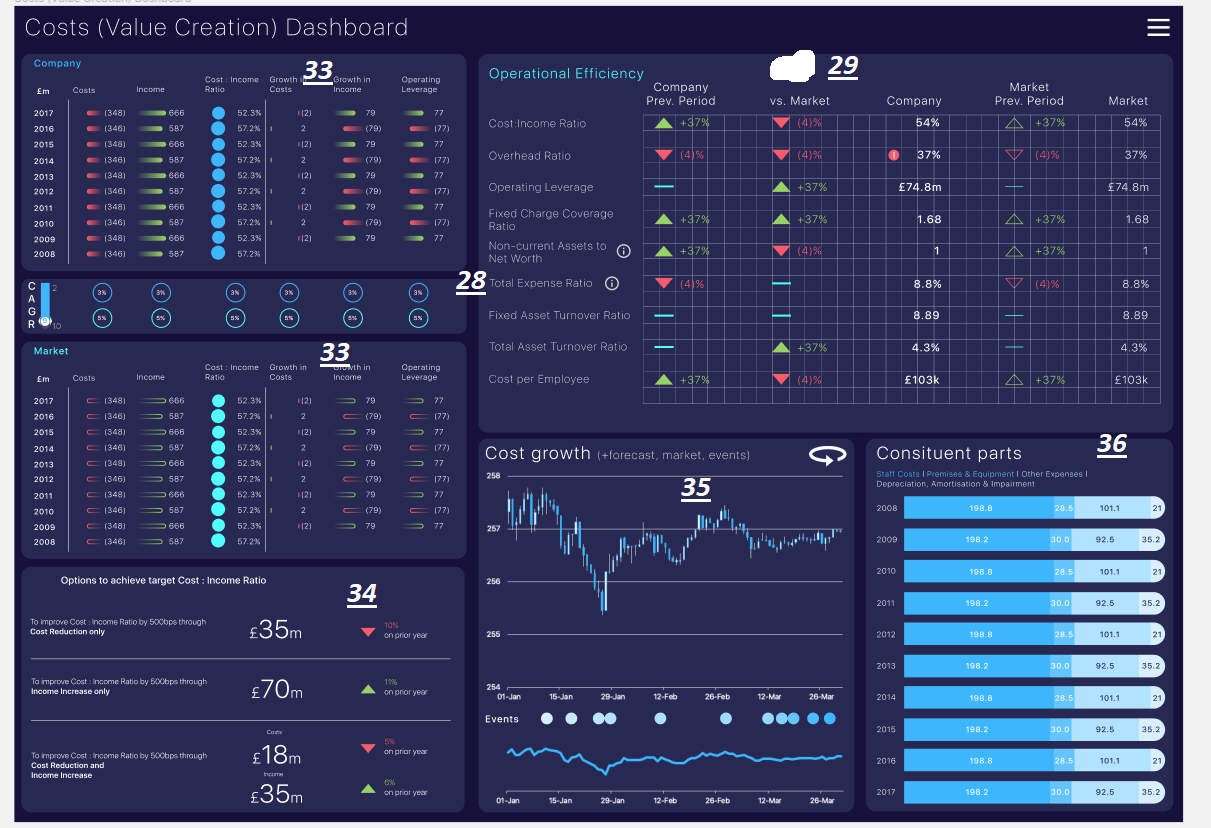 Costs (Value Creation) Dashboard
Company
33
£m Costs Income Cost : Income Ratio Growth in Costs Growth in Income Operating Leverage
2017 (348) 666 52.3% (2) 79 77
2016 (346) 587 57.2% 2 (79) (77)
2015 (348) 666 52.3% (2) 79 77
2014 (346) 587 57.2% 2 (79) (77)
2013 (348) 666 52.3% (2) 79 77
2012 (346) 587 57.2% 2 (79) (77)
2011 (348) 666 52.3% (2) 79 77
2010 (346) 587 57.2% 2 (79) (77)
2009 (348) 666 52.3% (2) 79 77
2008 (346) 587 57.2%
CAGR 2 10
3% 3% 3% 3% 3% 3%
5% 5% 5% 5% 5% 5%
28
Market
33
£m Costs Income Cost : Income Ratio Growth in Costs Growth in Income Operating Leverage
2017 (348) 666 52.3% (2) 79 77
2016 (346) 587 57.2% 2 (79) (77)
2015 (348) 666 52.3% (2) 79 77
2014 (346) 587 57.2% 2 (79) (77)
2013 (348) 666 52.3% (2) 79 77
2012 (346) 587 57.2% 2 (79) (77)
2011 (348) 666 52.3% (2) 79 77
2010 (346) 587 57.2% 2 (79) (77)
2009 (348) 666 52.3% (2) 79 77
2008 (346) 587 57.2%
Options to achieve target Cost : Income Ratio
34
To improve Cost : Income Ratio by 500bps through
Cost Reduction only
£35m
10%
on prior year
To improve Cost : Income Ratio by 500bps through
Income Increase only
£70m
11%
on prior year
To improve Cost : Income Ratio by 500bps through
Cost Reduction and
Income Increase
Costs
£18m
5%
on prior year
Income
£35m
6%
on prior year
Operational Efficiency
29
Company Prev. Period vs. Market Company Market Prev. Period Market
Cost:Income Ratio +37% (4)% 54% +37% 54%
Overhead Ratio (4)% (4)% ! 37% (4)% 37%
Operating Leverage +37% £74.8m £74.8m
Fixed Charge Coverage Ratio +37% +37% 1.68 +37% 1.68
Non-current Assets to Net Worth i +37% (4)% 1 +37% 1
Total Expense Ratio i (4)% 8.8% (4)% 8.8%
Fixed Asset Turnover Ratio 8.89 8.89
Total Asset Turnover Ratio +37% 4.3% 4.3%
Cost per Employee +37% (4)% £103k +37% £103k
Cost growth (+forecast, market, events)
35
258
257
256
255
254
01-Jan 15-Jan 29-Jan 12-Feb 26-Feb 12-Mar 26-Mar
Events
01-Jan 15-Jan 29-Jan 12-Feb 26-Feb 12-Mar 26-Mar
36
Consituent parts
Staff Costs I Premises & Equipment I Other Expenses I
Depreciation, Amortisation & Impairment
2008 198.8 28.5 101.1 21
2009 198.2 30.0 92.5 35.2
2010 198.8 28.5 101.1 21
2011 198.2 30.0 92.5 35.2
2012 198.8 28.5 101.1 21
2013 198.2 30.0 92.5 35.2
2014 198.8 28.5 101.1 21
2015 198.2 30.0 92.5 35.2
2016 198.8 28.5 101.1 21
2017 198.2 30.0 92.5 35.2